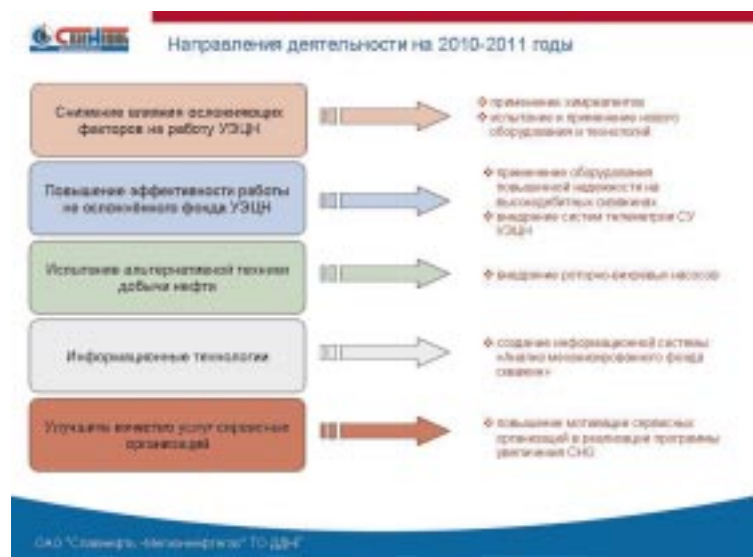 Направления деятельности на 2010-2011 годы
Снижение влияния осложняющих
факторов на работу УЭЦН
❖ применение химреагентов
❖ испытание и применение нового
оборудования и технологий
Повышение эффективности работы
не осложнённого фонда УЭЦН
❖ применение оборудования
повышенной надежности на
высокодебитных скважинах
❖ внедрение систем телеметрии СУ
УЭЦН
Испытание альтернативной техники
добычи нефти
❖ внедрение роторно-вихревых насосов
Информационные технологии
❖ создание информационной системы
«Анализ механизированного фонда
скважин»
Улучшить качество услуг сервисных
организаций
❖ повышение мотивации сервисных
организаций в реализации программы
увеличения СНО
ОАО "Славнефть-Мегионнефтегаз" ТО ДДНГ